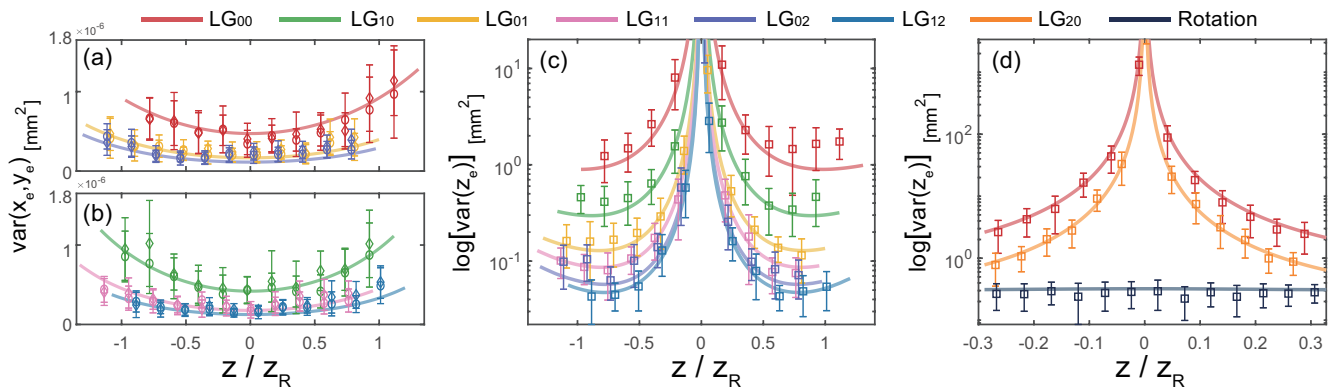 LG₀₀ LG₁₀ LG₀₁ LG₁₁ LG₀₂ LG₁₂ LG₂₀ Rotation
1.8 ×10⁻⁶
(a)
1
0
1.8 ×10⁻⁶
(b)
1
0
var(xₑ,yₑ) [mm²]
-1 -0.5 0 0.5 1
z / z_R
(c)
10¹
10⁰
10⁻¹
log[var(zₑ)] [mm²]
-1 -0.5 0 0.5 1
z / z_R
(d)
10²
10⁰
log[var(zₑ)] [mm²]
-0.3 -0.2 -0.1 0 0.1 0.2 0.3
z / z_R